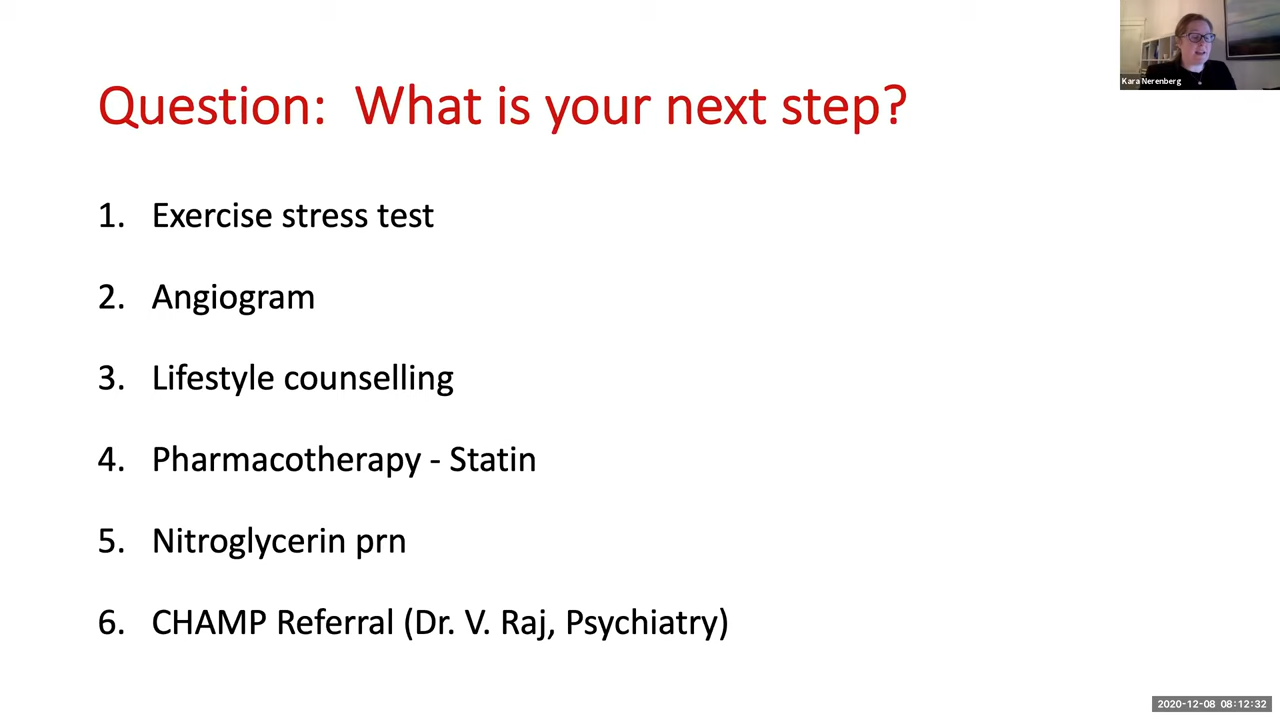 Kara Nerenberg
Question:  What is your next step?
1. Exercise stress test
2. Angiogram
3. Lifestyle counselling
4. Pharmacotherapy - Statin
5. Nitroglycerin prn
6. CHAMP Referral (Dr. V. Raj, Psychiatry)
2020-12-08 08:12:32